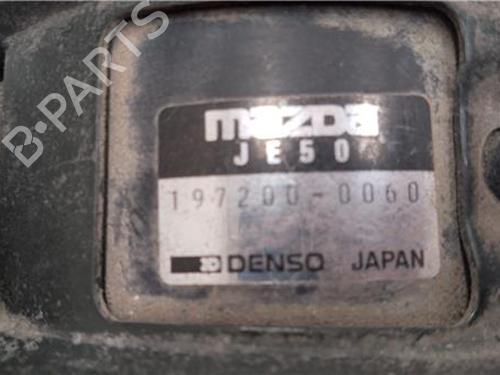 mazda
JE50
197200-0060
DENSO JAPAN
B-PARTS